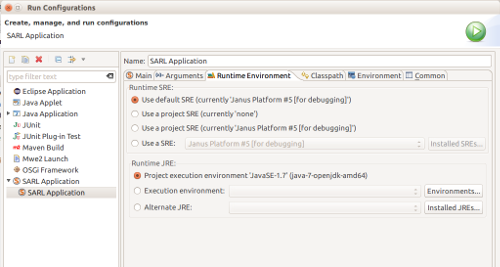 Run Configurations
Create, manage, and run configurations
SARL Application
type filter text
Eclipse Application
Java Applet
Java Application
JUnit
JUnit Plug-in Test
Maven Build
Mwe2 Launch
OSGi Framework
SARL Application
SARL Application
Name: SARL Application
Main Arguments Runtime Environment Classpath Environment Common
Runtime SRE:
Use default SRE (currently 'Janus Platform #5 [for debugging]')
Use a project SRE (currently 'none')
Use a project SRE (currently 'Janus Platform #5 [for debugging]')
Use a SRE: Janus Platform #5 [for debugging] Installed SREs...
Runtime JRE:
Project execution environment 'JavaSE-1.7' (java-7-openjdk-amd64)
Execution environment: Environments...
Alternate JRE: Installed JREs...